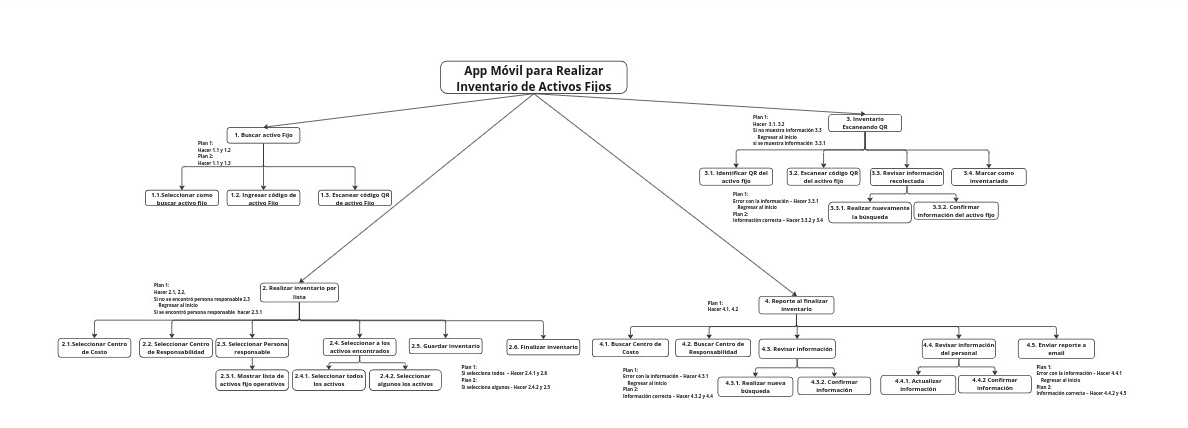 App Móvil para Realizar
Inventario de Activos Fijos
1. Buscar activo Fijo
Plan 1:
Hacer 1.1 y 1.2
Plan 2:
Hacer 1.1 y 1.3
1.1.Seleccionar como
buscar activo fijo
1.2. Ingresar código de
activo Fijo
1.3. Escanear código QR
de activo Fijo
3. Inventario
Escaneando QR
Plan 1:
Hacer 3.1, 3.2
Si no muestra información 3.3
Regresar al inicio
si se muestra información 3.3.1
3.1. Identificar QR del
activo fijo
3.2. Escanear código QR
del activo fijo
3.3. Revisar información
recolectada
3.4. Marcar como
inventariado
Plan 1:
Error con la información – Hacer 3.3.1
Regresar al inicio
Plan 2:
Información correcta – Hacer 3.3.2 y 3.4
3.3.1. Realizar nuevamente
la búsqueda
3.3.2. Confirmar
información del activo fijo
2. Realizar inventario por
lista
Plan 1:
Hacer 2.1, 2.2,
Si no se encontró persona responsable 2.3
Regresar al inicio
Si se encontró persona responsable hacer 2.3.1
2.1.Seleccionar Centro
de Costo
2.2. Seleccionar Centro
de Responsabilidad
2.3. Seleccionar Persona
responsable
2.4. Seleccionar a los
activos encontrados
2.5. Guardar inventario
2.6. Finalizar inventario
2.3.1. Mostrar lista de
activos fijo operativos
2.4.1. Seleccionar todos
los activos
2.4.2. Seleccionar
algunos los activos
Plan 1:
Si selecciona todos – Hacer 2.4.1 y 2.6
Plan 2:
Si selecciona algunos - Hacer 2.4.2 y 2.5
4. Reporte al finalizar
inventario
Plan 1:
Hacer 4.1, 4.2
4.1. Buscar Centro de
Costo
4.2. Buscar Centro de
Responsabilidad
4.3. Revisar información
4.4. Revisar información
del personal
4.5. Enviar reporte a
email
Plan 1:
Error con la información – Hacer 4.3.1
Regresar al inicio
Plan 2:
Información correcta – Hacer 4.3.2 y 4.4
4.3.1. Realizar nueva
búsqueda
4.3.2. Confirmar
información
4.4.1. Actualizar
información
4.4.2 Confirmar
información
Plan 1:
Error con la información – Hacer 4.4.1
Regresar al inicio
Plan 2:
Información correcta – Hacer 4.4.2 y 4.5